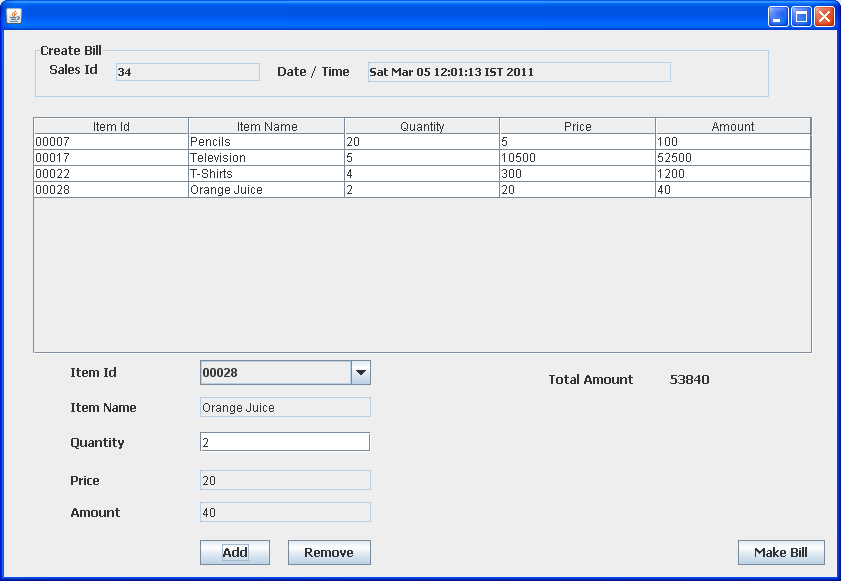 Create Bill
Sales Id 34 Date / Time Sat Mar 05 12:01:13 IST 2011
Item Id Item Name Quantity Price Amount
00007 Pencils 20 5 100
00017 Television 5 10500 52500
00022 T-Shirts 4 300 1200
00028 Orange Juice 2 20 40
Item Id 00028 Total Amount 53840
Item Name Orange Juice
Quantity 2
Price 20
Amount 40
Add Remove Make Bill